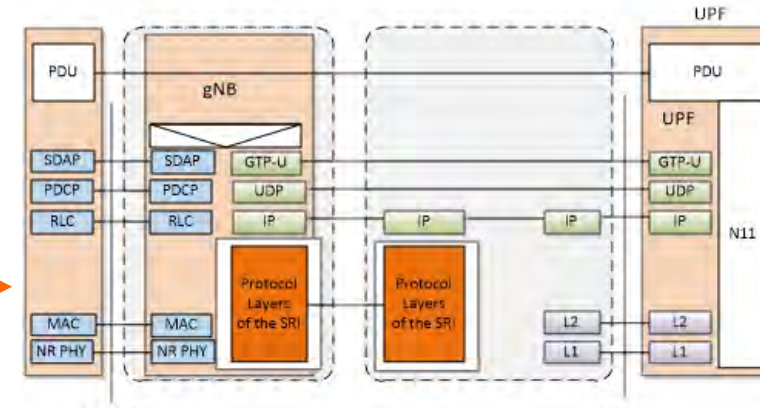 UPF
PDU
gNB
PDU
UPF
SDAP
SDAP
GTP-U
GTP-U
PDCP
PDCP
UDP
UDP
RLC
RLC
IP
IP
IP
IP
N11
Protocol
Layers
of the SRI
Protocol
Layers
of the SRI
MAC
MAC
L2
L2
NR PHY
NR PHY
L1
L1